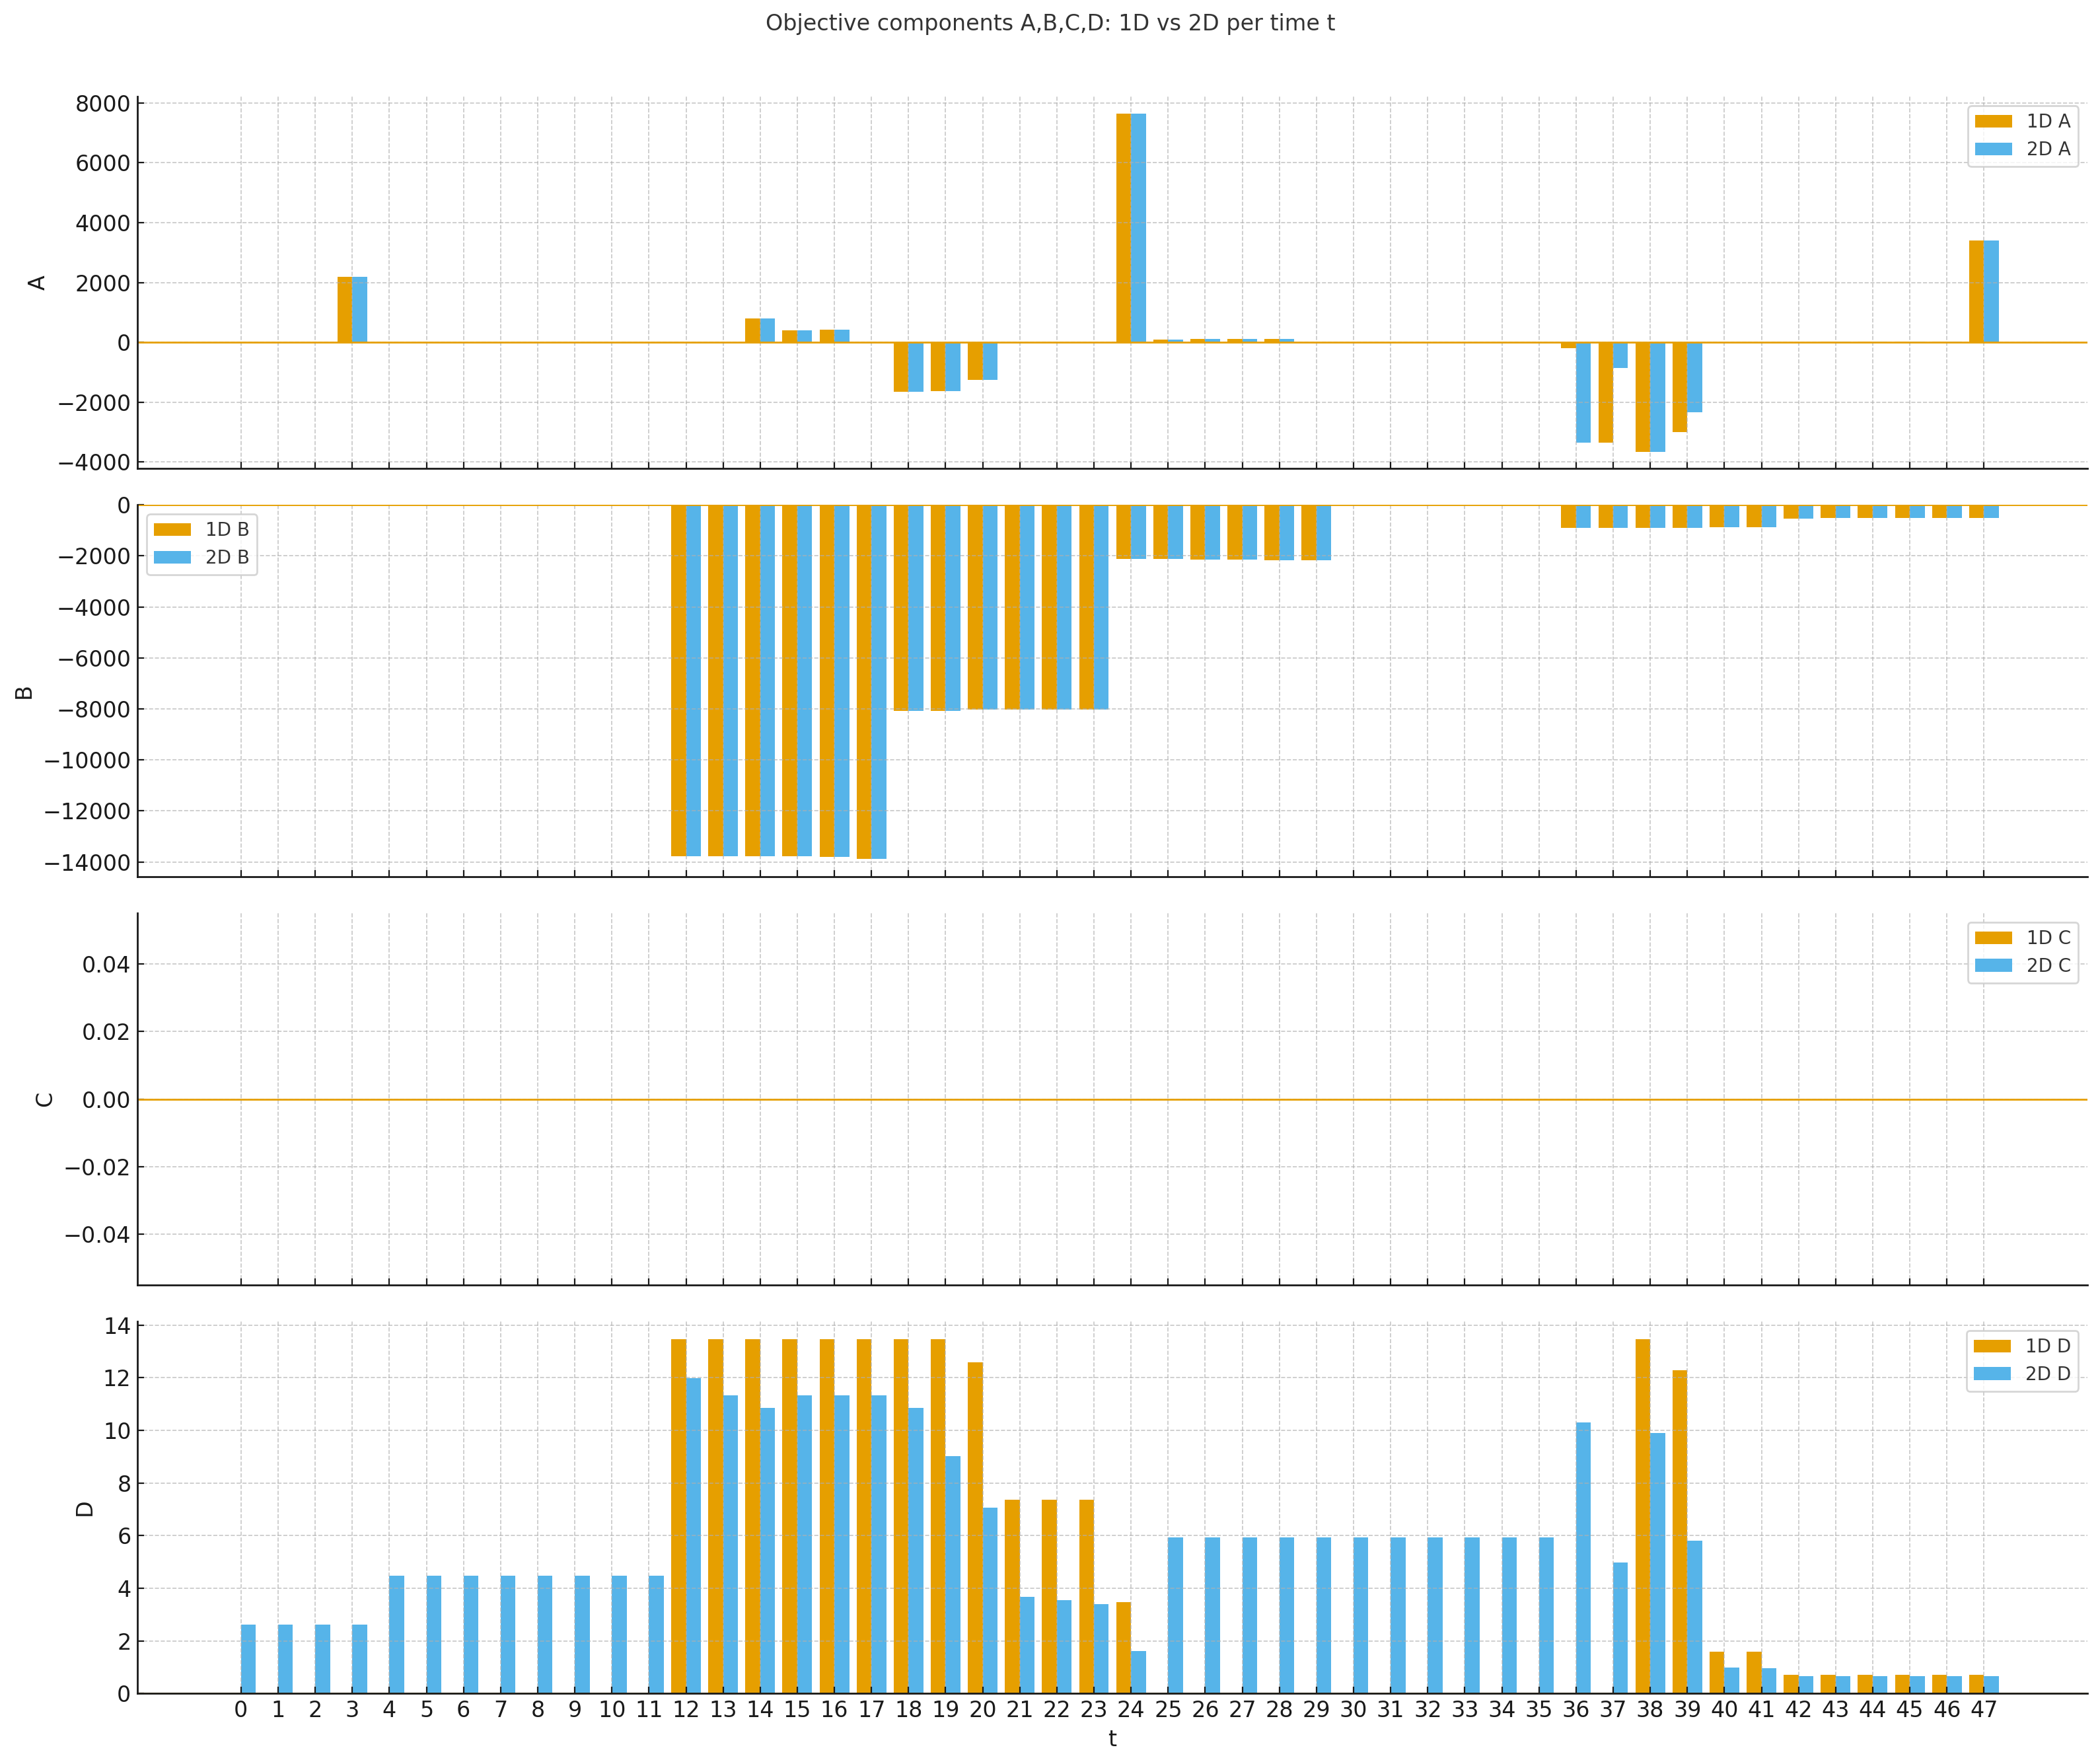 Objective components A,B,C,D: 1D vs 2D per time t
8000
6000
4000
2000
0
−2000
−4000
A
1D A
2D A
0
−2000
−4000
−6000
−8000
−10000
−12000
−14000
B
1D B
2D B
0.04
0.02
0.00
−0.02
−0.04
C
1D C
2D C
14
12
10
8
6
4
2
0
D
1D D
2D D
0 1 2 3 4 5 6 7 8 9 10 11 12 13 14 15 16 17 18 19 20 21 22 23 24 25 26 27 28 29 30 31 32 33 34 35 36 37 38 39 40 41 42 43 44 45 46 47
t